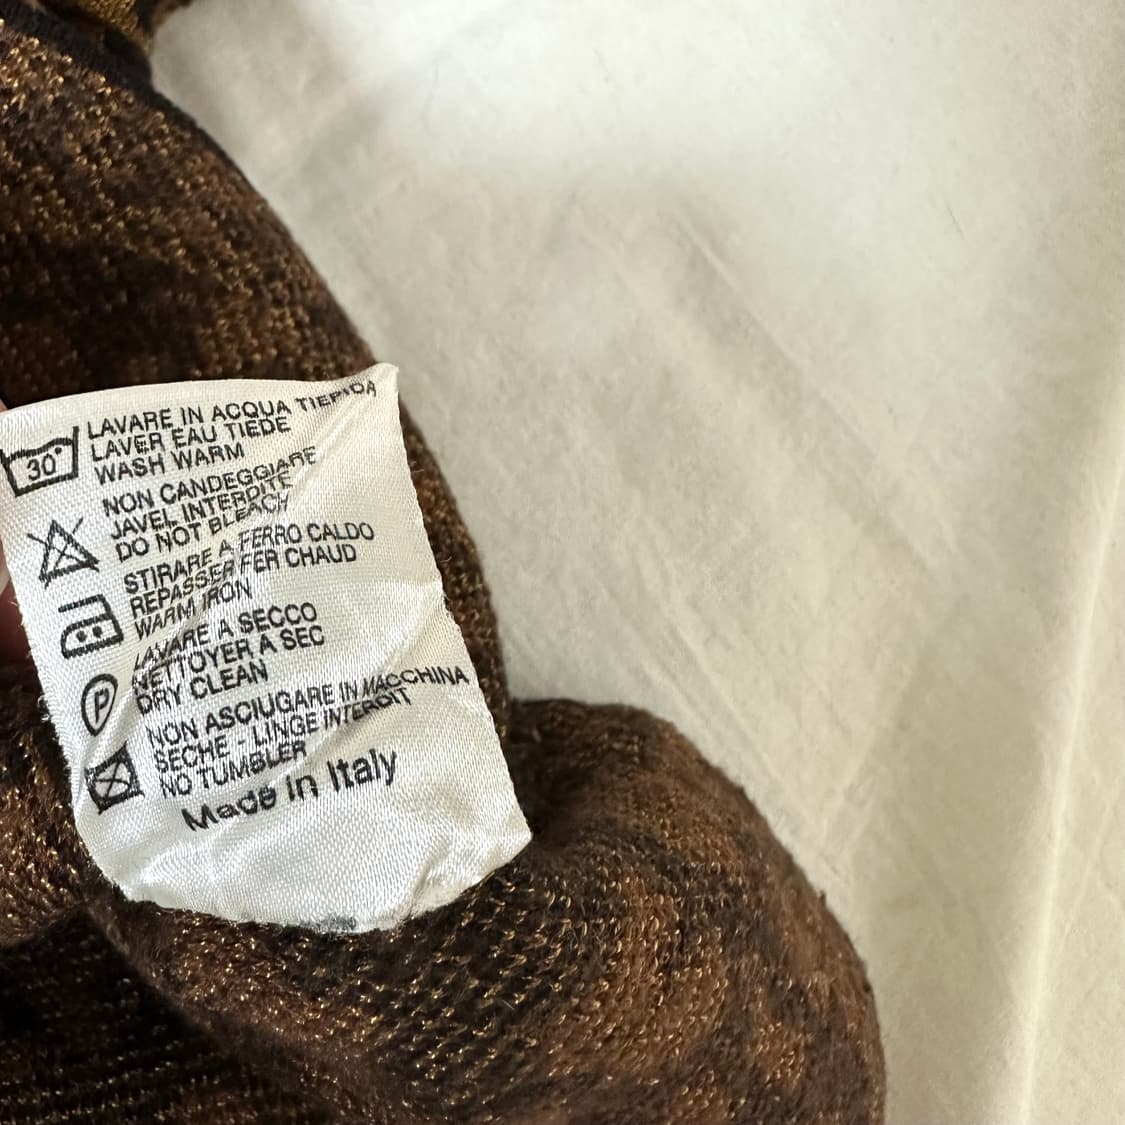 30°
LAVARE IN ACQUA TIEPIDA
LAVER EAU TIEDE
WASH WARM
NON CANDEGGIARE
JAVEL INTERDITE
DO NOT BLEACH
STIRARE A FERRO CALDO
REPASSER FER CHAUD
WARM IRON
P
LAVARE A SECCO
NETTOYER A SEC
DRY CLEAN
NON ASCIUGARE IN MACCHINA
SECHE - LINGE INTERDIT
NO TUMBLER
Made in Italy